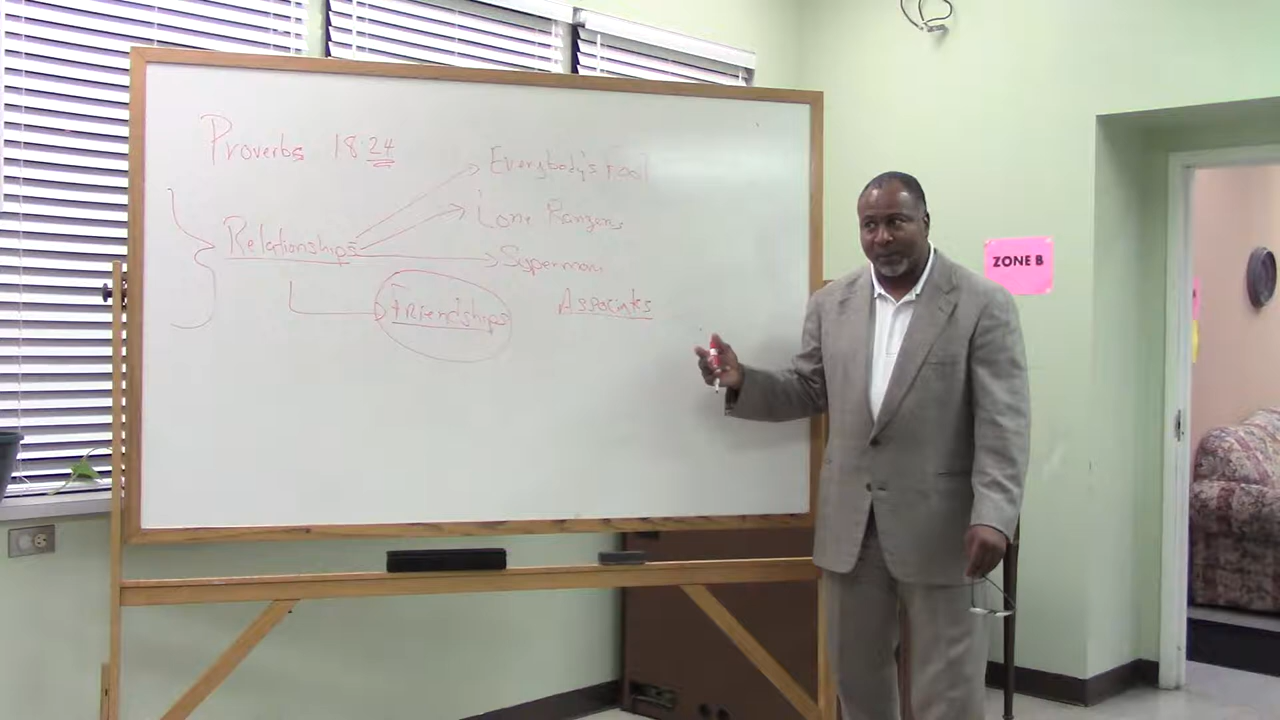 Proverbs 18 24
Everybody's Fool
Lone Rangers
Relationships
Superman
Friendships
Associates
ZONE B